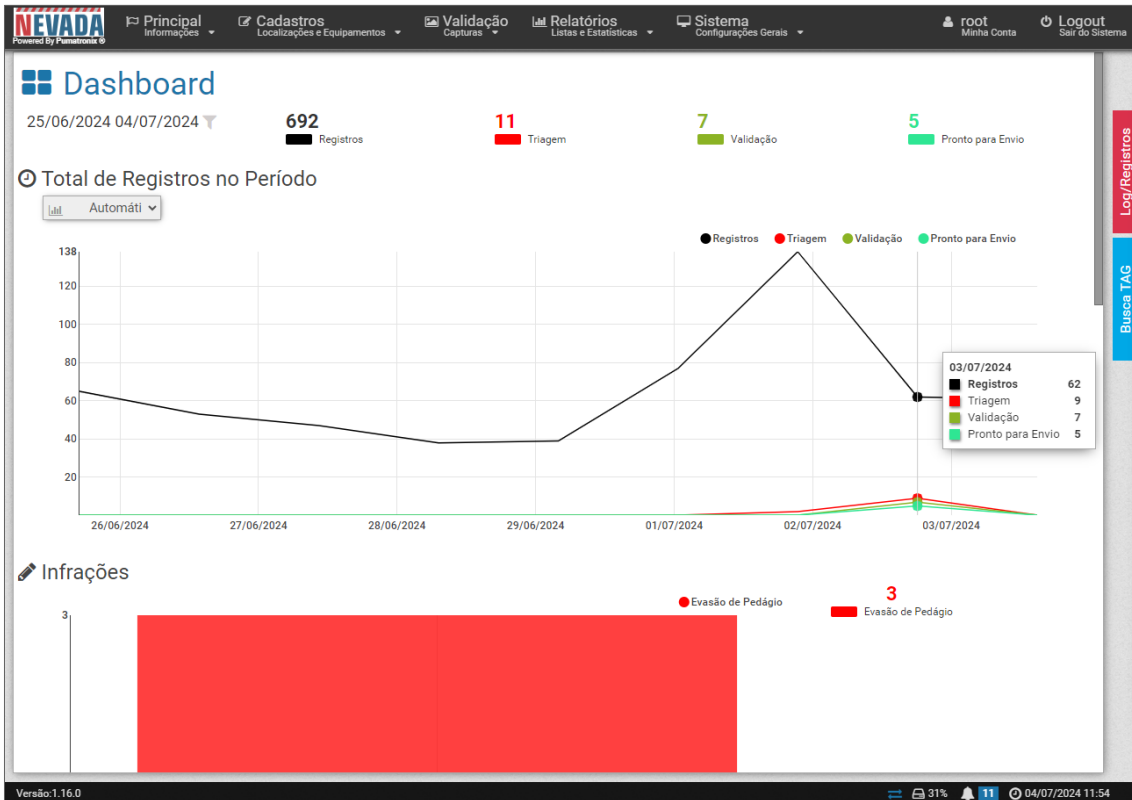 NEVADA
Powered By Pumatronix ®
Principal
Informações
Cadastros
Localizações e Equipamentos
Validação
Capturas
Relatórios
Listas e Estatísticas
Sistema
Configurações Gerais
root
Minha Conta
Logout
Sair do Sistema
Dashboard
25/06/2024 04/07/2024
692
Registros
11
Triagem
7
Validação
5
Pronto para Envio
Log/Registros
Busca TAG
Total de Registros no Período
Automáti
Registros Triagem Validação Pronto para Envio
138
120
100
80
60
40
20
03/07/2024
Registros 62
Triagem 9
Validação 7
Pronto para Envio 5
26/06/2024 27/06/2024 28/06/2024 29/06/2024 01/07/2024 02/07/2024 03/07/2024
Infrações
Evasão de Pedágio
3
Evasão de Pedágio
3
Versão:1.16.0
31%
11
04/07/2024 11:54